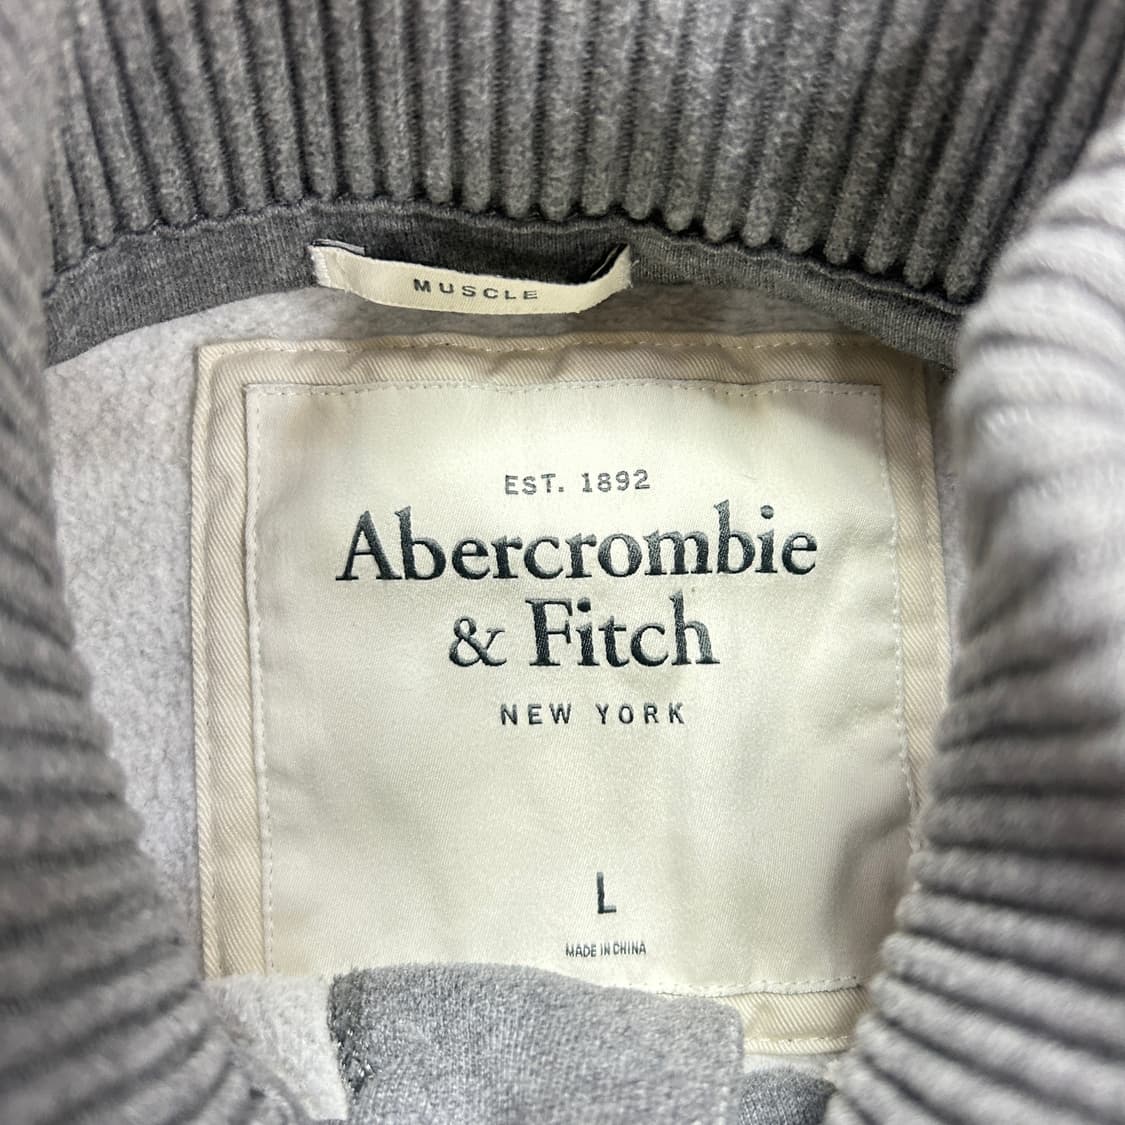 MUSCLE
EST. 1892
Abercrombie
& Fitch
NEW YORK
L
MADE IN CHINA